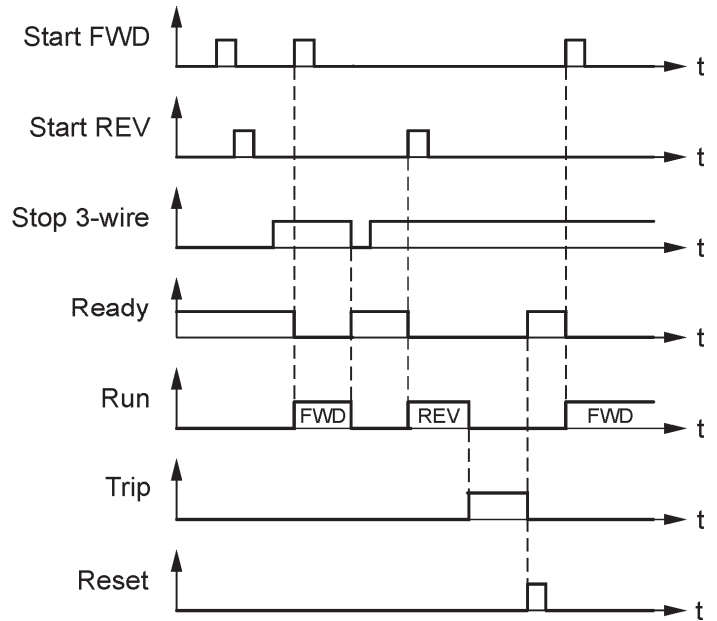 Start FWD
t
Start REV
t
Stop 3-wire
t
Ready
t
Run
FWD
REV
FWD
t
Trip
t
Reset
t